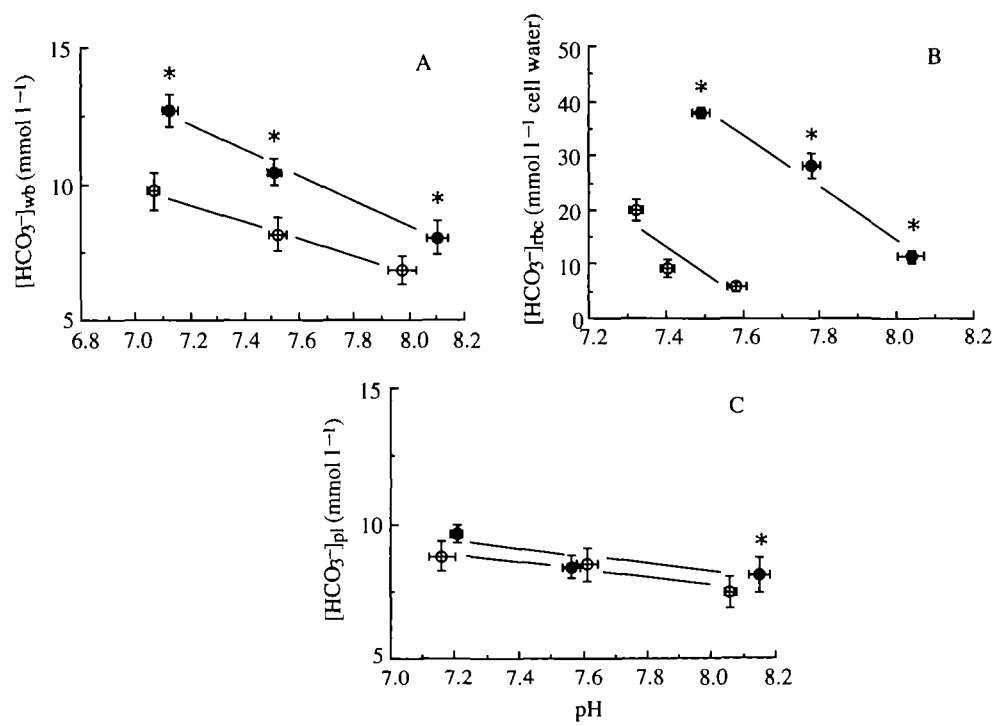 15
10
5
[HCO₃⁻]wb (mmol l⁻¹)
A
*
*
*
6.8 7.0 7.2 7.4 7.6 7.8 8.0 8.2
50
40
30
20
10
0
[HCO₃⁻]rbc (mmol l⁻¹ cell water)
B
*
*
*
7.2 7.4 7.6 7.8 8.0 8.2
15
10
5
[HCO₃⁻]pl (mmol l⁻¹)
C
*
7.0 7.2 7.4 7.6 7.8 8.0 8.2
pH